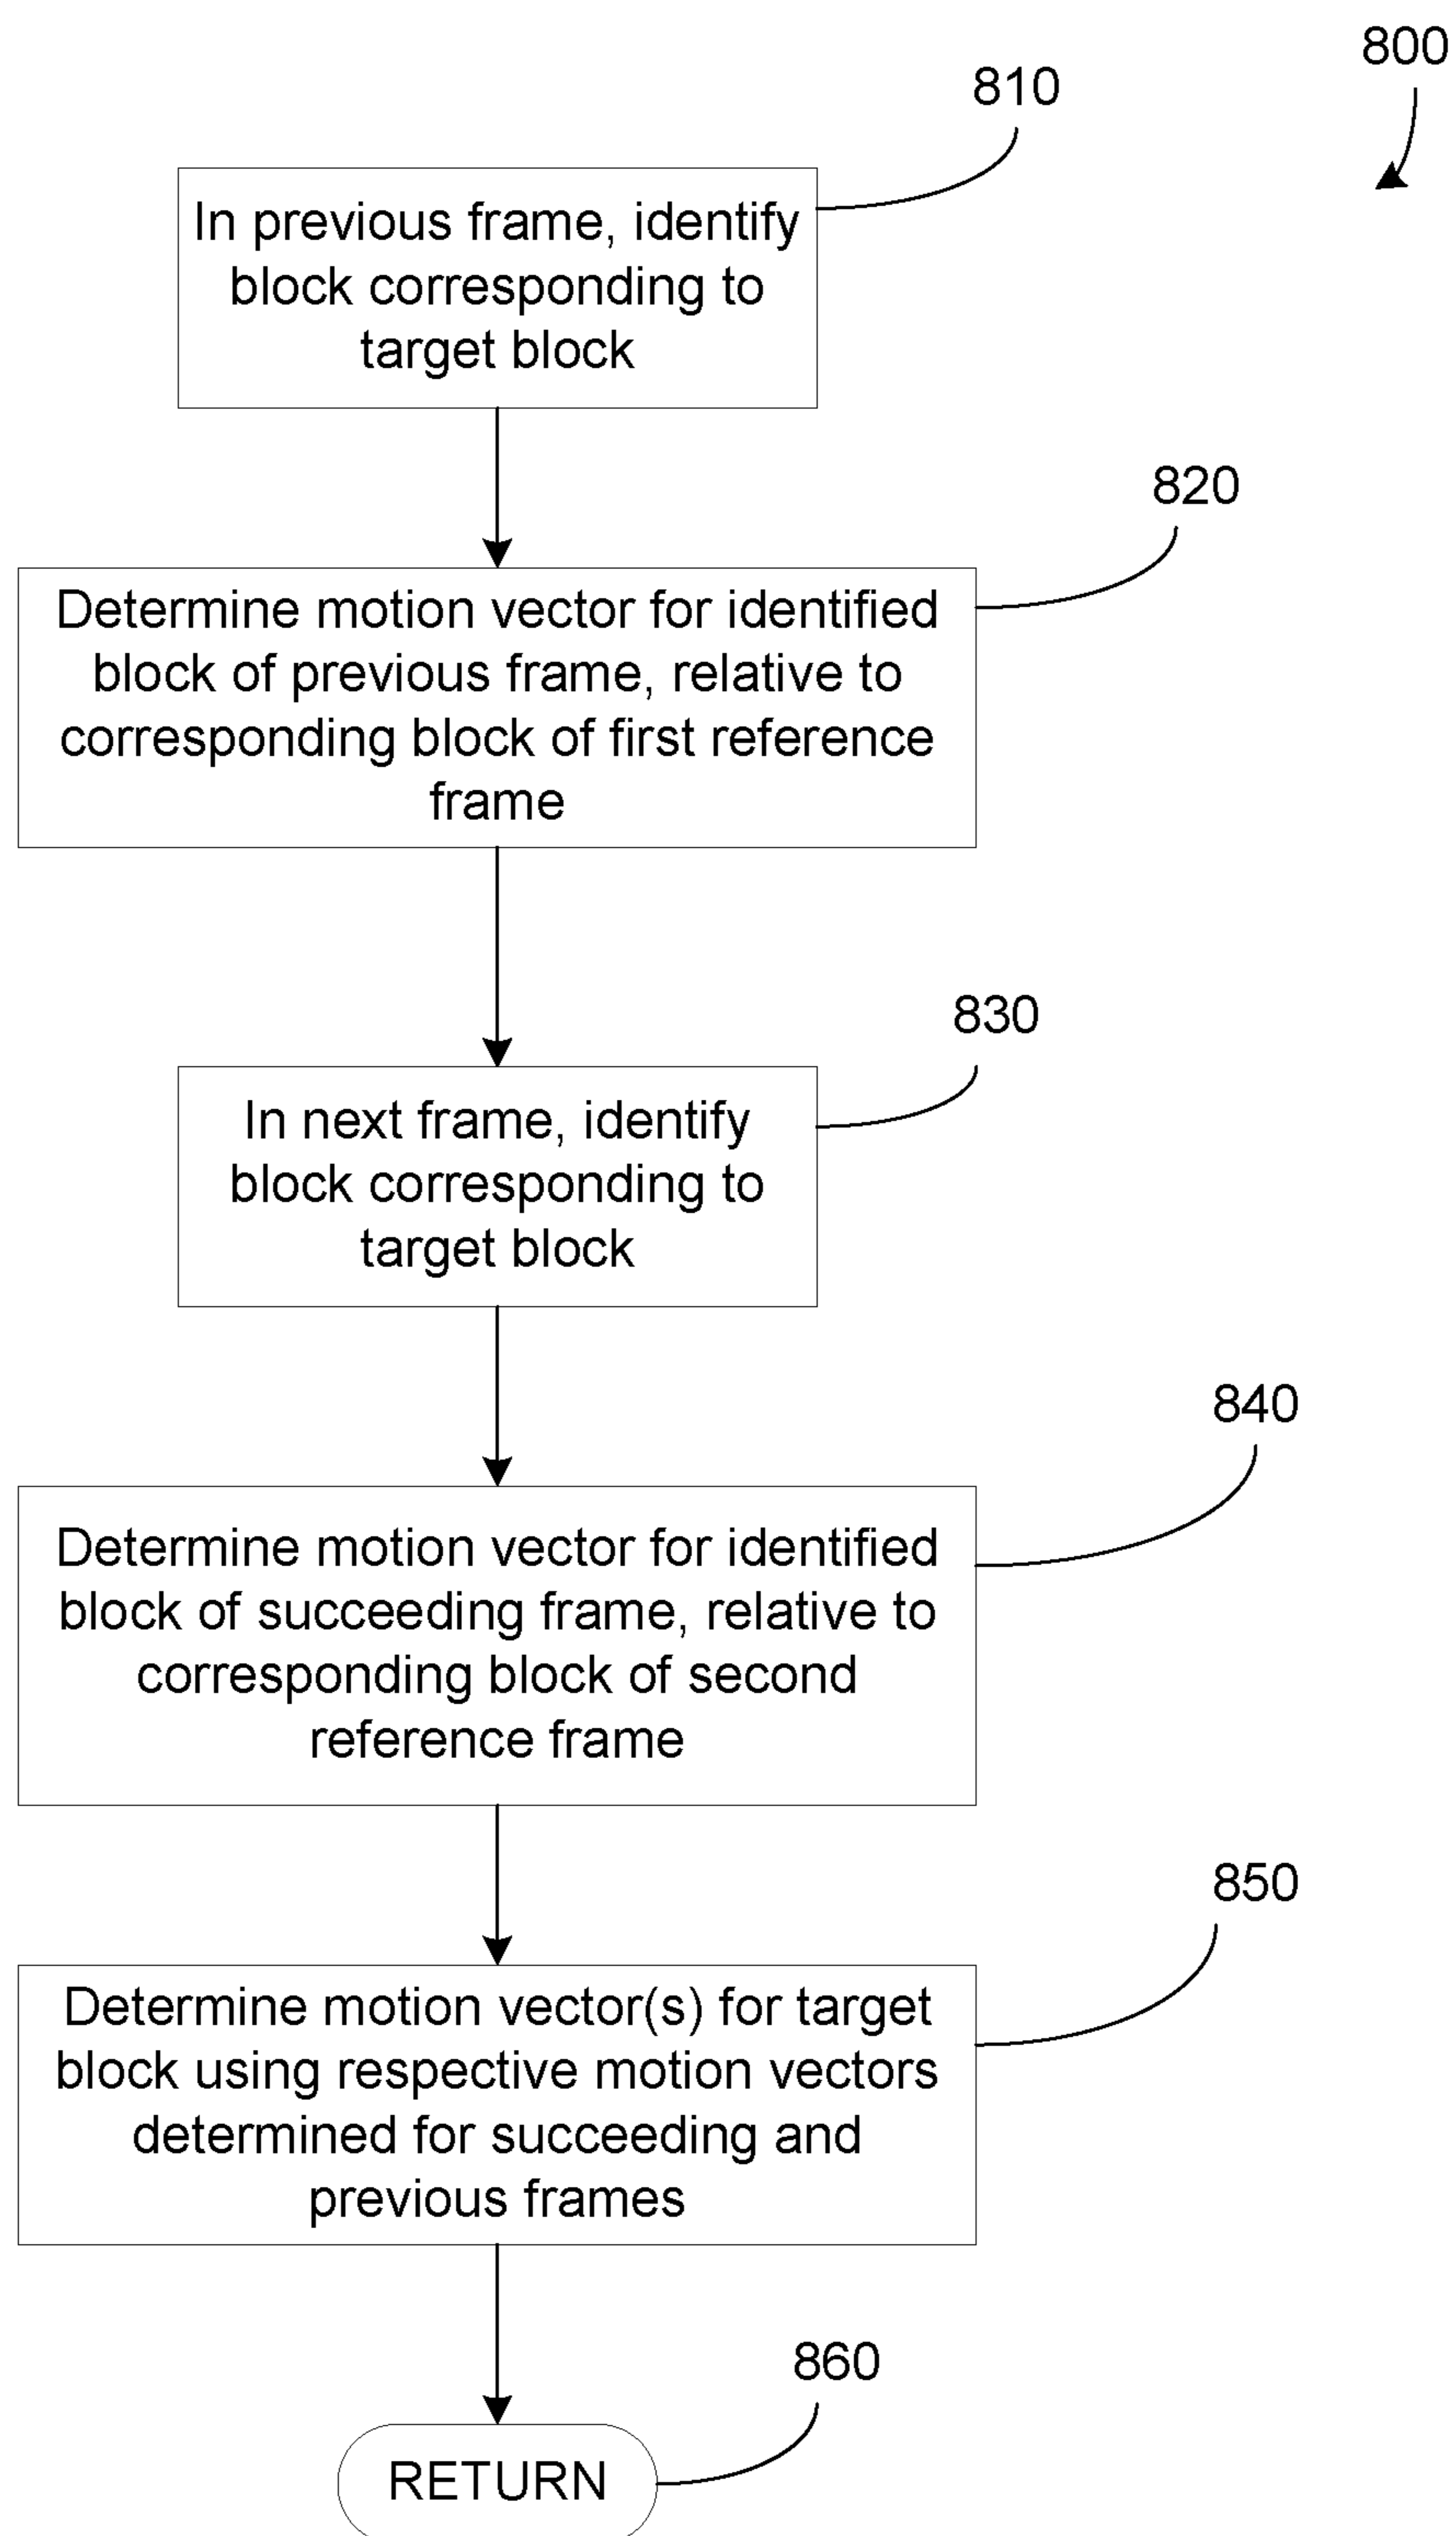 800
810
In previous frame, identify
block corresponding to
target block
820
Determine motion vector for identified
block of previous frame, relative to
corresponding block of first reference
frame
830
In next frame, identify
block corresponding to
target block
840
Determine motion vector for identified
block of succeeding frame, relative to
corresponding block of second
reference frame
850
Determine motion vector(s) for target
block using respective motion vectors
determined for succeeding and
previous frames
860
RETURN